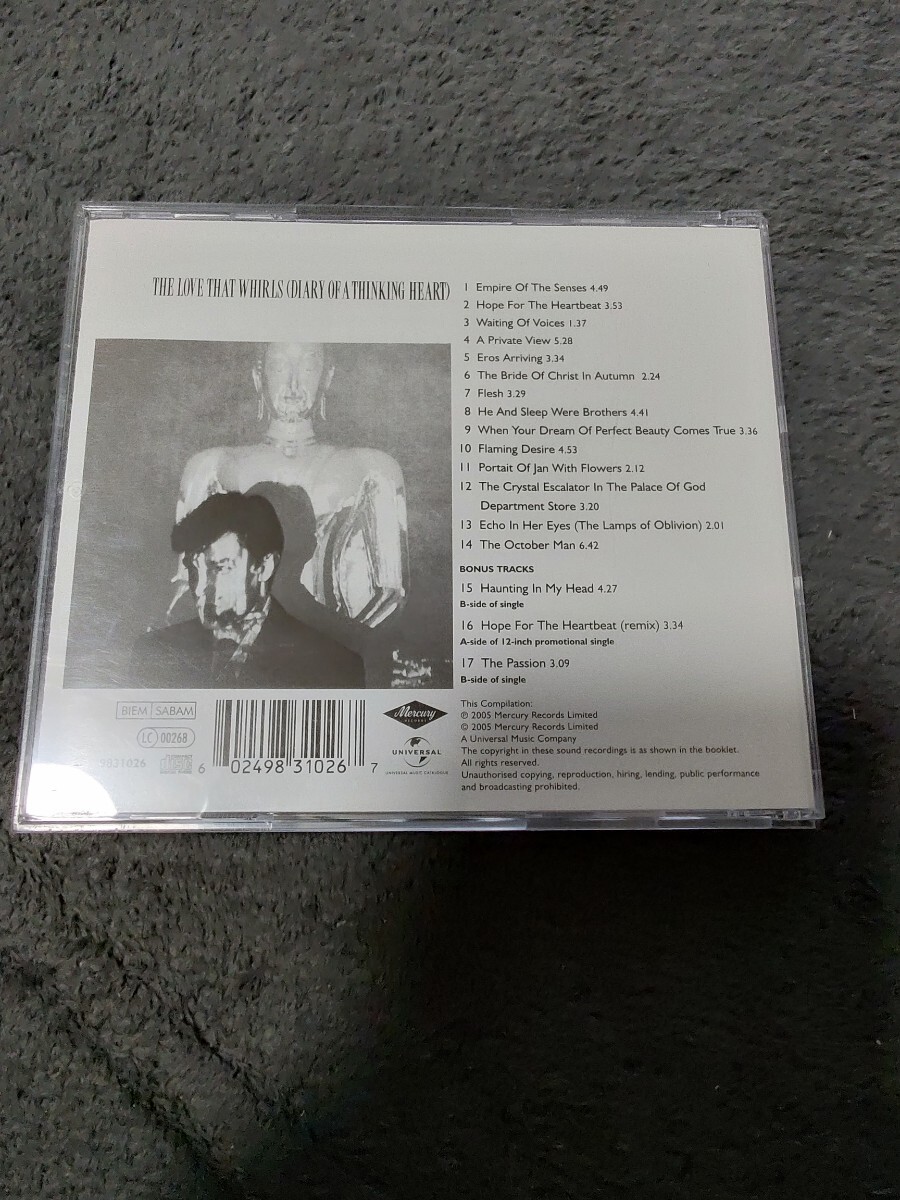 THE LOVE THAT WHIRLS (DIARY OF A THINKING HEART)
1 Empire Of The Senses 4.49
2 Hope For The Heartbeat 3.53
3 Waiting Of Voices 1.37
4 A Private View 5.28
5 Eros Arriving 3.34
6 The Bride Of Christ In Autumn 2.24
7 Flesh 3.29
8 He And Sleep Were Brothers 4.41
9 When Your Dream Of Perfect Beauty Comes True 3.36
10 Flaming Desire 4.53
11 Portait Of Jan With Flowers 2.12
12 The Crystal Escalator In The Palace Of God
Department Store 3.20
13 Echo In Her Eyes (The Lamps of Oblivion) 2.01
14 The October Man 6.42
BONUS TRACKS
15 Haunting In My Head 4.27
B-side of single
16 Hope For The Heartbeat (remix) 3.34
A-side of 12-inch promotional single
17 The Passion 3.09
B-side of single
This Compilation:
℗ 2005 Mercury Records Limited
© 2005 Mercury Records Limited
A Universal Music Company
The copyright in these sound recordings is as shown in the booklet.
All rights reserved.
Unauthorised copying, reproduction, hiring, lending, public performance
and broadcasting prohibited.
BIEM SABAM
LC 00268
9831026
6 02498 31026 7
Mercury
RECORDS
UNIVERSAL
UNIVERSAL MUSIC CATALOGUE